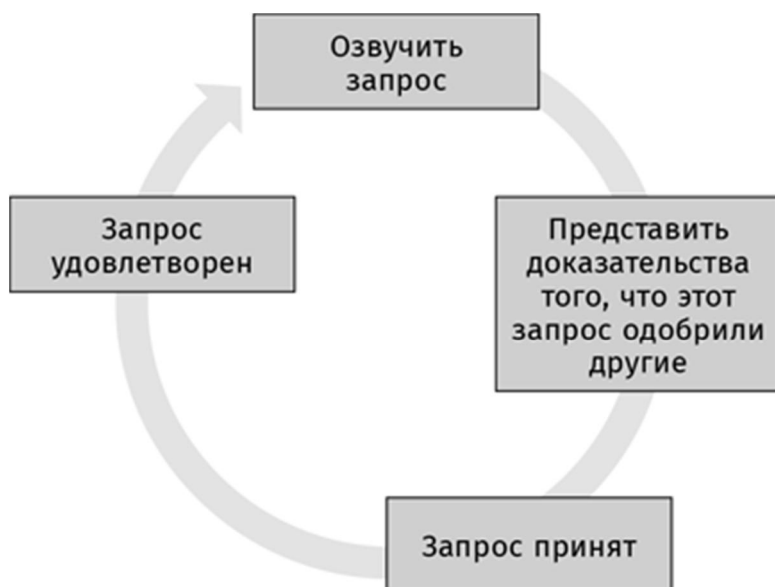 Озвучить
запрос
Представить
доказательства
того, что этот
запрос одобрили
другие
Запрос принят
Запрос
удовлетворен